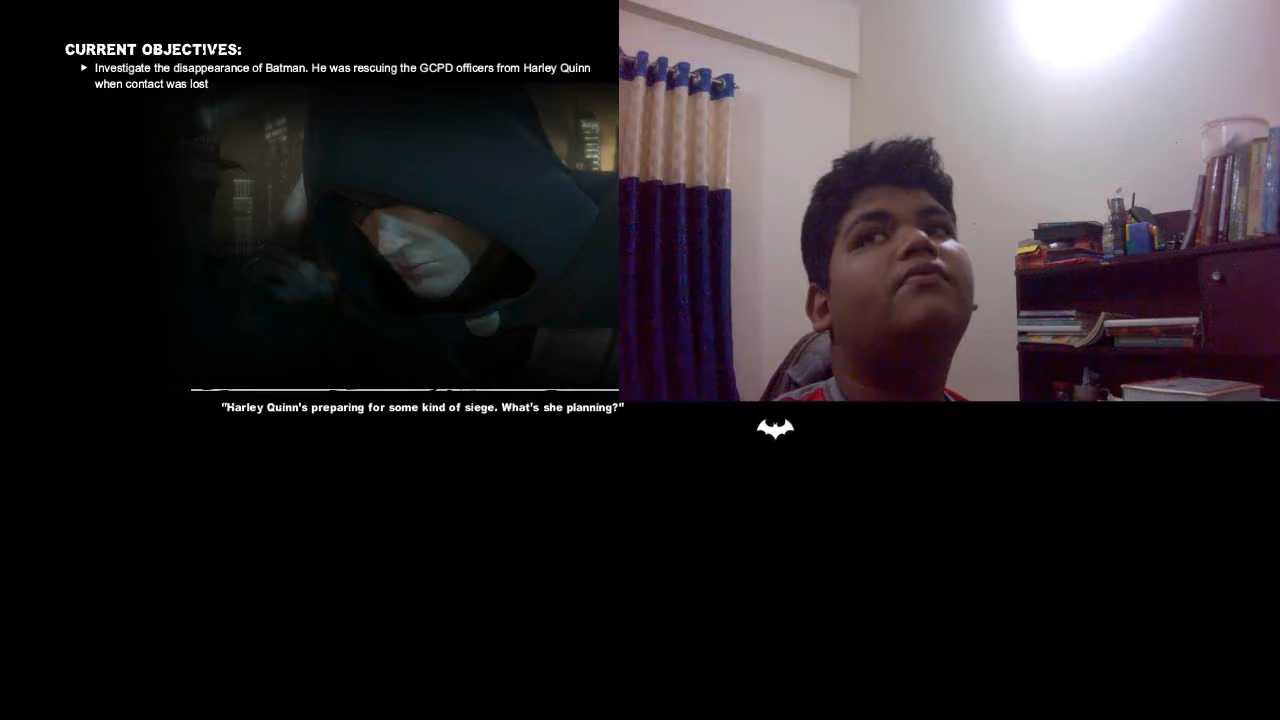 CURRENT OBJECTIVES:
Investigate the disappearance of Batman. He was rescuing the GCPD officers from Harley Quinn
when contact was lost
"Harley Quinn's preparing for some kind of siege. What's she planning?"